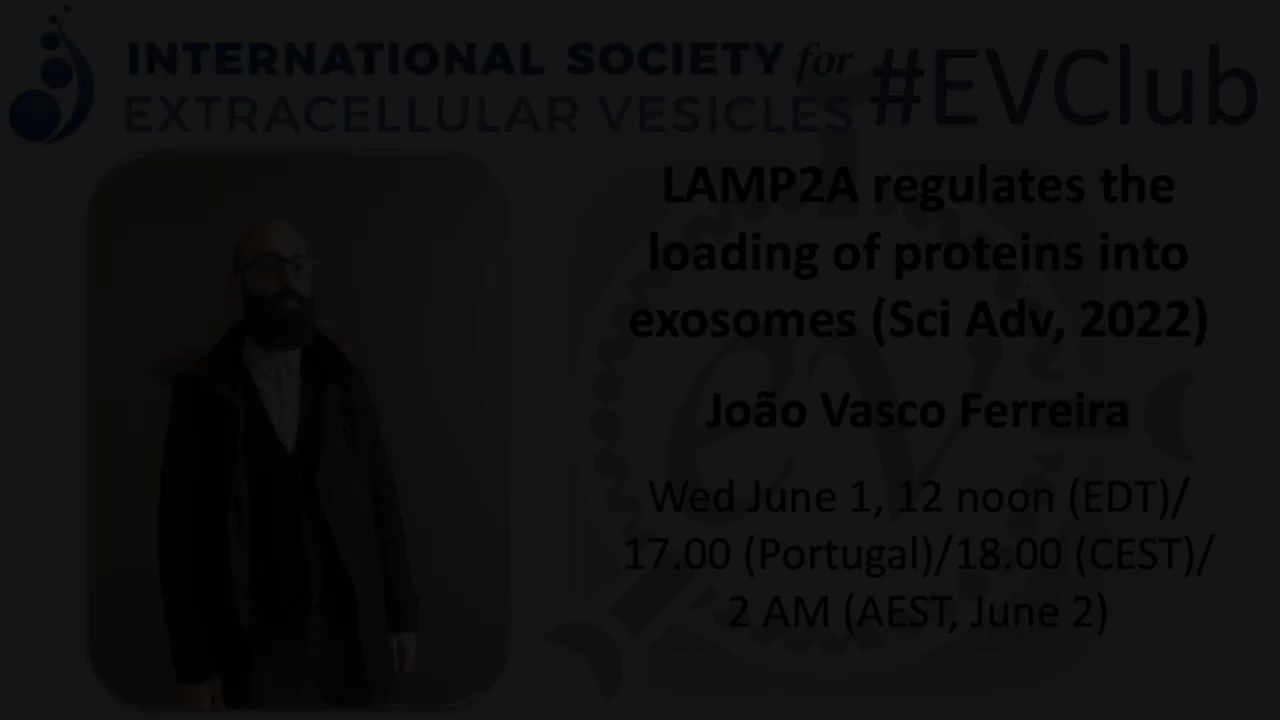 INTERNATIONAL SOCIETY for
EXTRACELLULAR VESICLES
#EVClub
LAMP2A regulates the
loading of proteins into
exosomes (Sci Adv, 2022)
João Vasco Ferreira
Wed June 1, 12 noon (EDT)/
17.00 (Portugal)/18.00 (CEST)/
2 AM (AEST, June 2)
ev